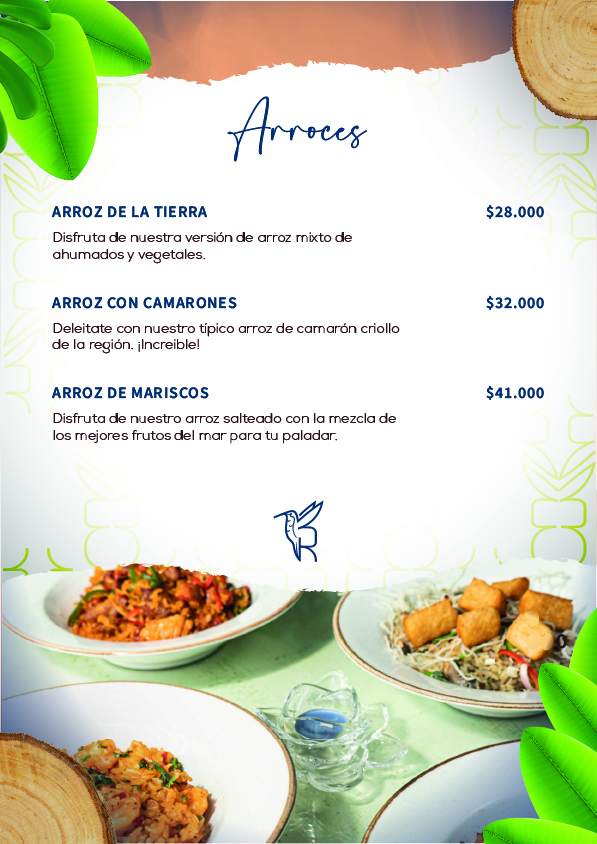 Arroces
ARROZ DE LA TIERRA $28.000
Disfruta de nuestra versión de arroz mixto de
ahumados y vegetales.
ARROZ CON CAMARONES $32.000
Deleitate con nuestro típico arroz de camarón criollo
de la región. ¡Increible!
ARROZ DE MARISCOS $41.000
Disfruta de nuestro arroz salteado con la mezcla de
los mejores frutos del mar para tu paladar.